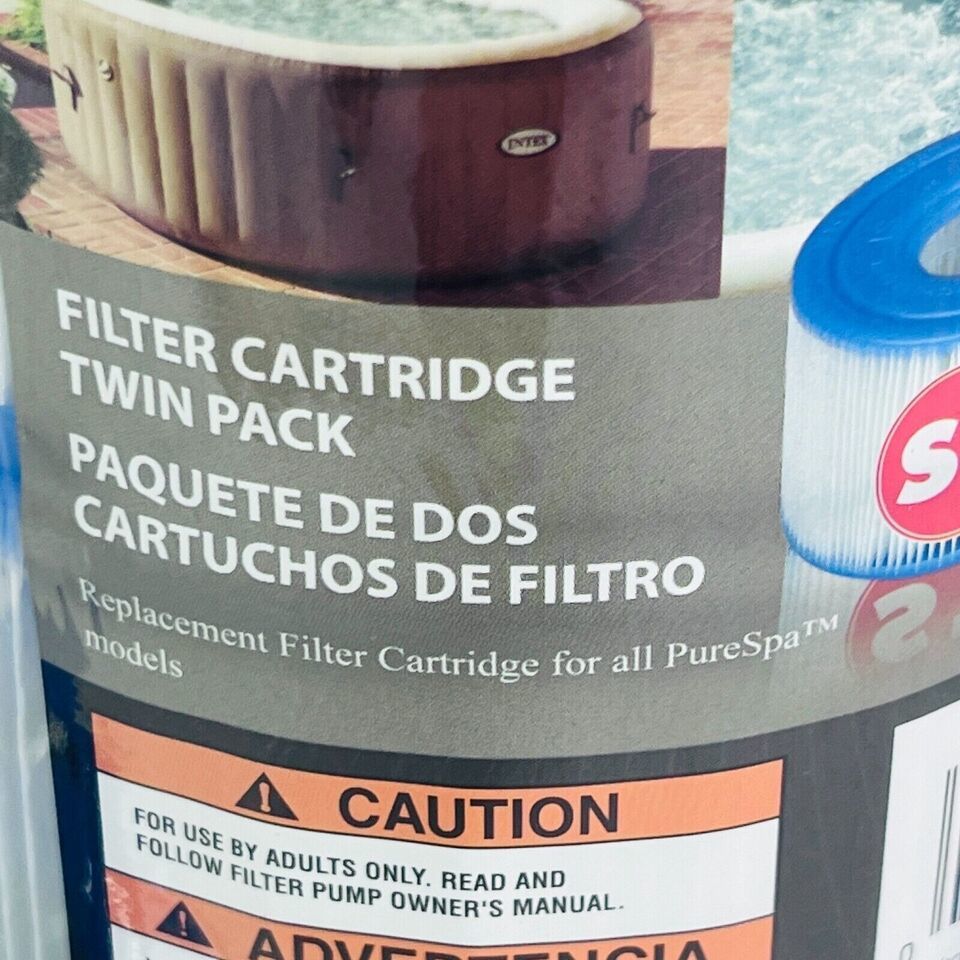 INTEX
FILTER CARTRIDGE
TWIN PACK
PAQUETE DE DOS
CARTUCHOS DE FILTRO
Replacement Filter Cartridge for all PureSpa™
models
S
CAUTION
FOR USE BY ADULTS ONLY. READ AND
FOLLOW FILTER PUMP OWNER'S MANUAL.
ADVERTENCIA